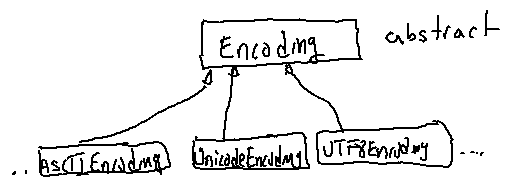 Encoding abstract
.. ASCIIEncoding UnicodeEncoding UTF8Encoding ...